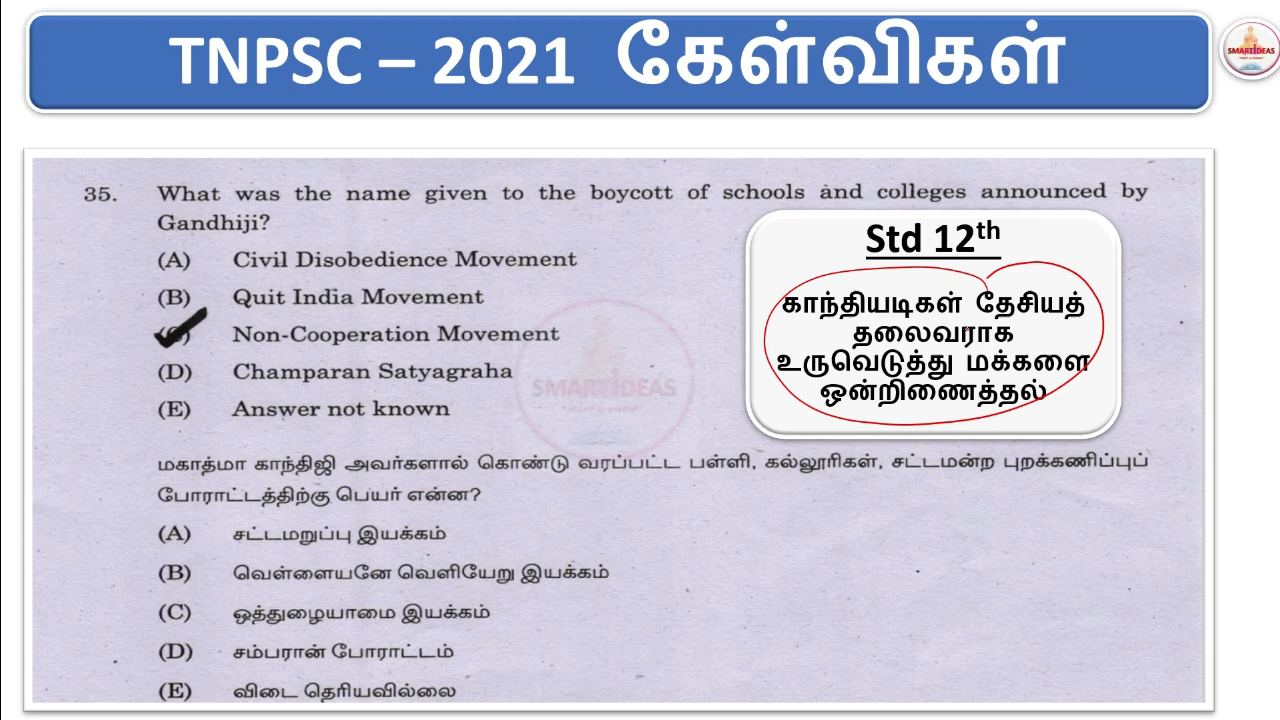 TNPSC – 2021 கேள்விகள்
SMARTIDEAS
35. What was the name given to the boycott of schools and colleges announced by
Gandhiji?
(A) Civil Disobedience Movement
(B) Quit India Movement
(C) Non-Cooperation Movement
(D) Champaran Satyagraha
(E) Answer not known
Std 12th
காந்தியடிகள் தேசியத்
தலைவராக
உருவெடுத்து மக்களை
ஒன்றிணைத்தல்
SMARTIDEAS
மகாத்மா காந்திஜி அவர்களால் கொண்டு வரப்பட்ட பள்ளி, கல்லூரிகள், சட்டமன்ற புறக்கணிப்புப்
போராட்டத்திற்கு பெயர் என்ன?
(A) சட்டமறுப்பு இயக்கம்
(B) வெள்ளையனே வெளியேறு இயக்கம்
(C) ஒத்துழையாமை இயக்கம்
(D) சம்பரான் போராட்டம்
(E) விடை தெரியவில்லை